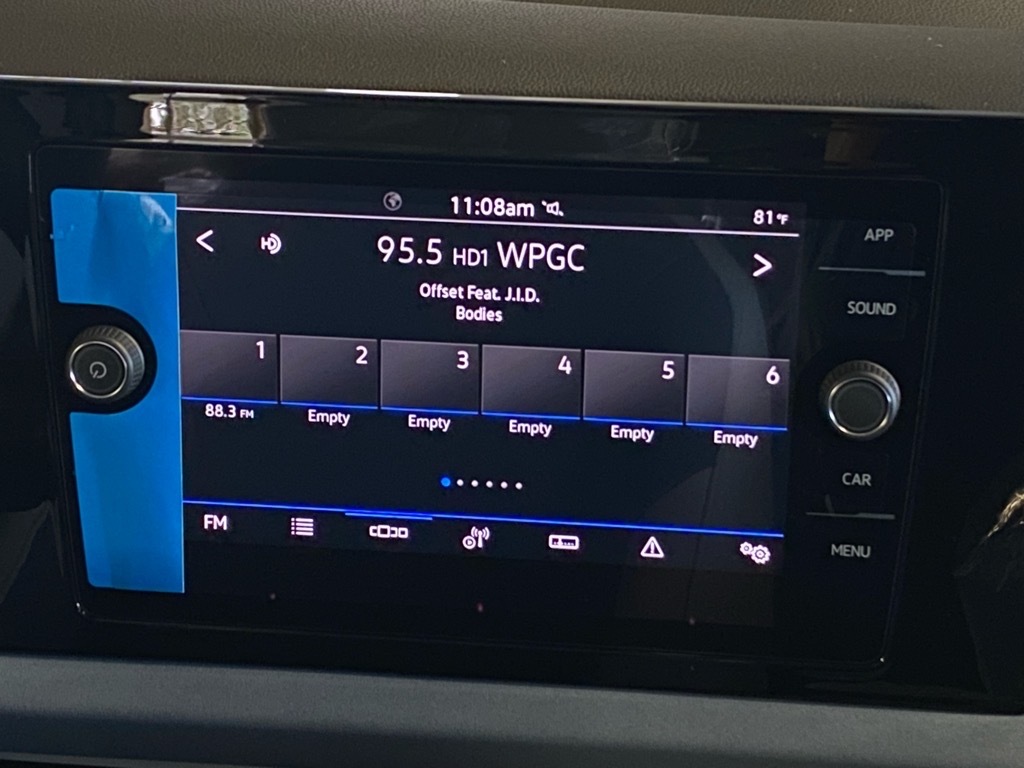 11:08am 81°F
95.5 HD1 WPGC
Offset Feat. J.I.D.
Bodies
1 2 3 4 5 6
88.3 FM Empty Empty Empty Empty Empty
FM
APP
SOUND
CAR
MENU